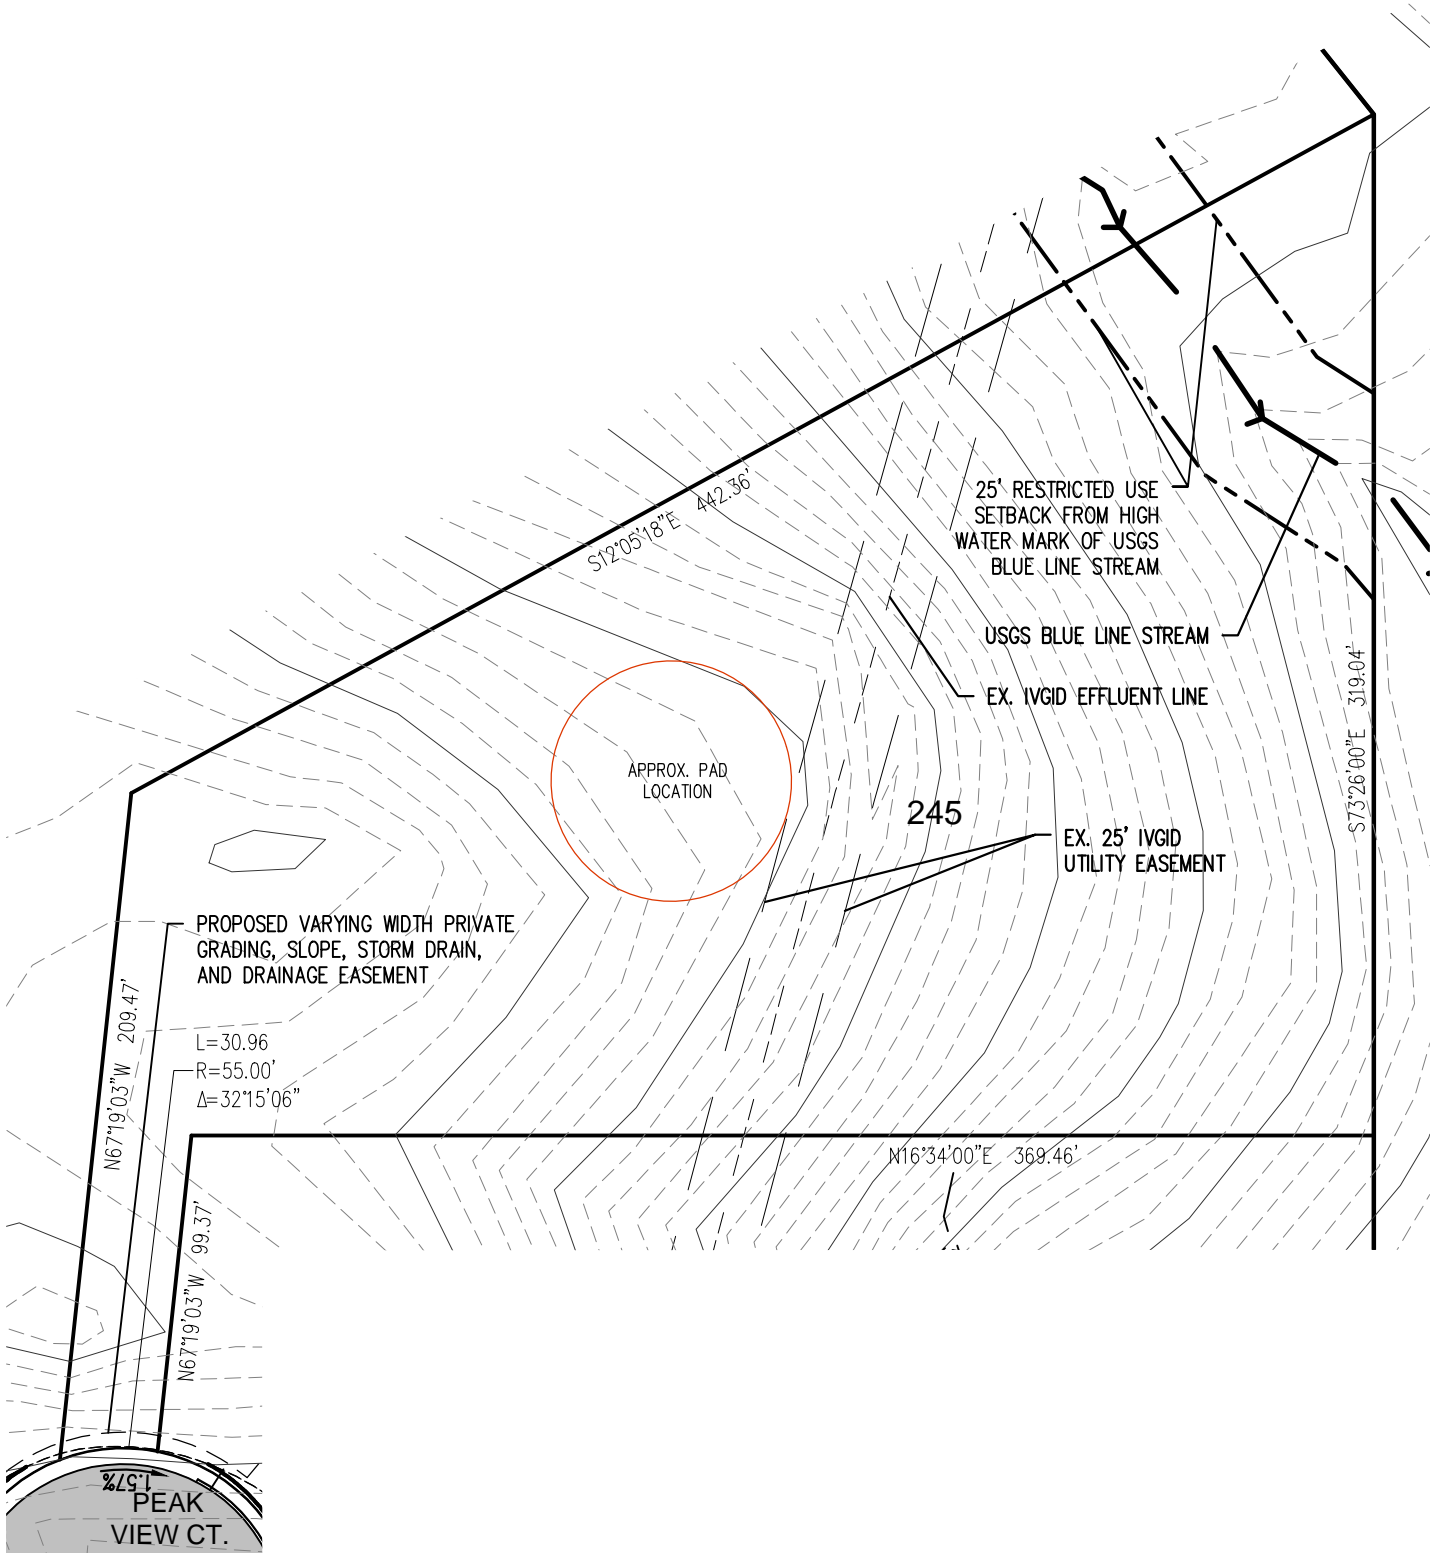 S12°05'18"E 442.36'
25' RESTRICTED USE
SETBACK FROM HIGH
WATER MARK OF USGS
BLUE LINE STREAM
USGS BLUE LINE STREAM
EX. IVGID EFFLUENT LINE
S73°26'00"E 319.04'
APPROX. PAD
LOCATION
245
EX. 25' IVGID
UTILITY EASEMENT
PROPOSED VARYING WIDTH PRIVATE
GRADING, SLOPE, STORM DRAIN,
AND DRAINAGE EASEMENT
N67°19'03"W 209.47'
L=30.96
R=55.00'
Δ=32°15'06"
N16°34'00"E 369.46'
N67°19'03"W 99.37'
1.57%
PEAK
VIEW CT.